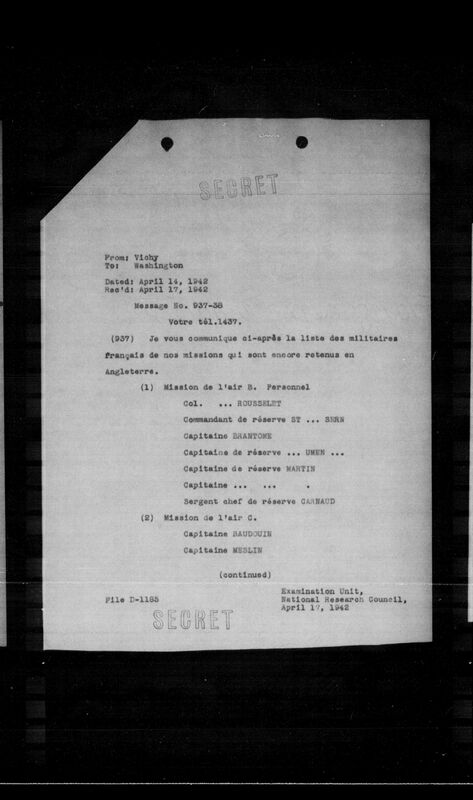 SECRET
From: Vichy
To: Washington
Dated: April 14, 1942
Rec'd: April 17, 1942
Message No. 937-38
Votre tél.1437.
(937) Je vous communique ci-après la liste des militaires
français de nos missions qui sont encore retenus en
Angleterre.
(1) Mission de l'air B. Personnel
Col. ... ROUSSELET
Commandant de réserve ST ... SERN
Capitaine BRANTOME
Capitaine de réserve ... UMEN ...
Capitaine de réserve MARTIN
Capitaine ... ... .
Sergent chef de réserve CARNAUD
(2) Mission de l'air C.
Capitaine BAUDOUIN
Capitaine MESLIN
(continued)
Examination Unit,
File D-1185 National Research Council,
April 17, 1942
SECRET